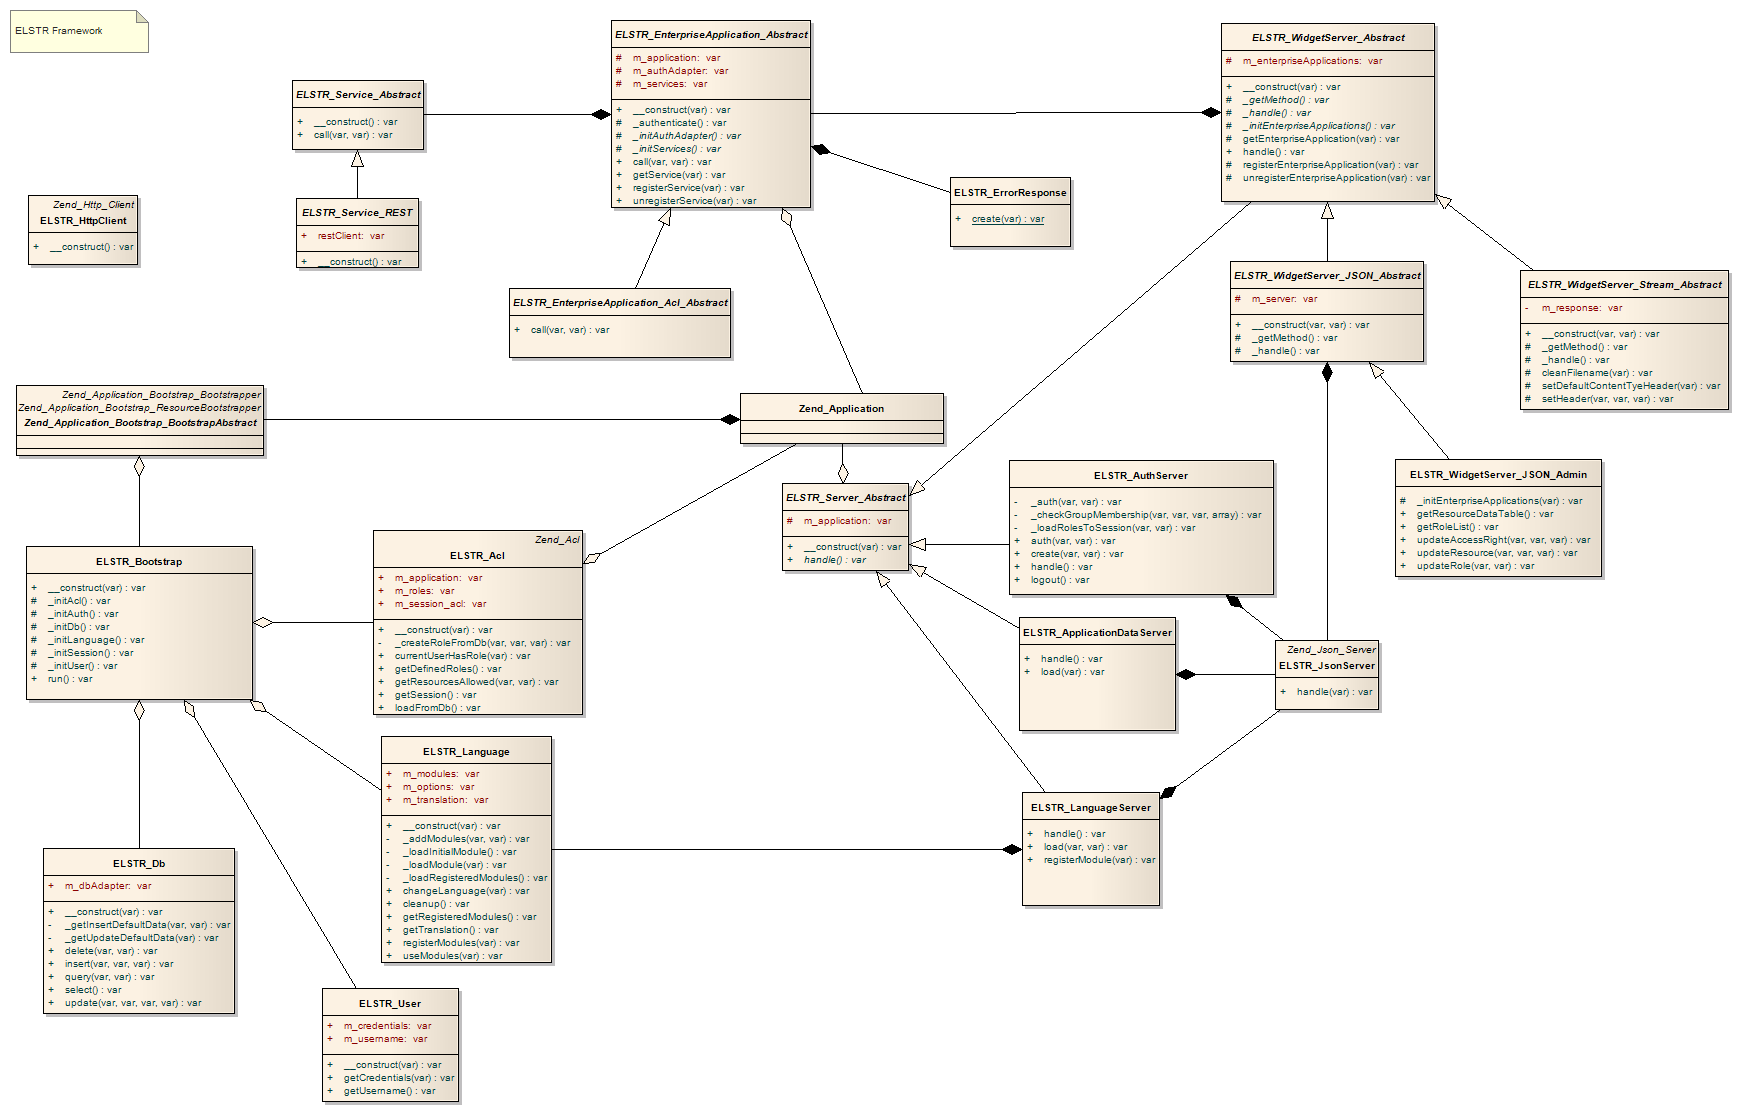 ELSTR Framework
ELSTR_EnterpriseApplication_Abstract
# m_application: var
# m_authAdapter: var
# m_services: var
+ __construct(var) : var
# _authenticate() : var
# _initAuthAdapter() : var
# _initServices() : var
+ call(var, var) : var
+ getService(var) : var
+ registerService(var) : var
+ unregisterService(var) : var
ELSTR_WidgetServer_Abstract
# m_enterpriseApplications: var
+ __construct(var) : var
# _getMethod() : var
# _handle() : var
# _initEnterpriseApplications() : var
# getEnterpriseApplication(var) : var
+ handle() : var
# registerEnterpriseApplication(var) : var
# unregisterEnterpriseApplication(var) : var
ELSTR_Service_Abstract
+ __construct() : var
+ call(var, var) : var
ELSTR_ErrorResponse
+ create(var) : var
Zend_Http_Client
ELSTR_HttpClient
+ __construct() : var
ELSTR_Service_REST
+ restClient: var
+ __construct() : var
ELSTR_EnterpriseApplication_Acl_Abstract
+ call(var, var) : var
ELSTR_WidgetServer_JSON_Abstract
# m_server: var
+ __construct(var, var) : var
# _getMethod() : var
# _handle() : var
ELSTR_WidgetServer_Stream_Abstract
- m_response: var
+ __construct(var, var) : var
# _getMethod() : var
# _handle() : var
# cleanFilename(var) : var
# setDefaultContentTyeHeader(var) : var
# setHeader(var, var, var) : var
Zend_Application_Bootstrap_Bootstrapper
Zend_Application_Bootstrap_ResourceBootstrapper
Zend_Application_Bootstrap_BootstrapAbstract
Zend_Application
ELSTR_Server_Abstract
# m_application: var
+ __construct(var) : var
+ handle() : var
ELSTR_AuthServer
- _auth(var, var) : var
- _checkGroupMembership(var, var, var, array) : var
- _loadRolesToSession(var, var) : var
+ auth(var, var) : var
+ create(var, var) : var
+ handle() : var
+ logout() : var
ELSTR_WidgetServer_JSON_Admin
# _initEnterpriseApplications(var) : var
+ getResourceDataTable() : var
+ getRoleList() : var
+ updateAccessRight(var, var, var) : var
+ updateResource(var, var, var) : var
+ updateRole(var, var) : var
ELSTR_Bootstrap
+ __construct(var) : var
# _initAcl() : var
# _initAuth() : var
# _initDb() : var
# _initLanguage() : var
# _initSession() : var
# _initUser() : var
+ run() : var
Zend_Acl
ELSTR_Acl
+ m_application: var
+ m_roles: var
+ m_session_acl: var
+ __construct(var) : var
- _createRoleFromDb(var, var, var) : var
+ currentUserHasRole(var) : var
+ getDefinedRoles() : var
+ getResourcesAllowed(var, var) : var
+ getSession() : var
+ loadFromDb() : var
ELSTR_ApplicationDataServer
+ handle() : var
+ load(var) : var
Zend_Json_Server
ELSTR_JsonServer
+ handle(var) : var
ELSTR_Language
+ m_modules: var
+ m_options: var
+ m_translation: var
+ __construct(var) : var
- _addModules(var, var) : var
- _loadInitialModule() : var
- _loadModule(var) : var
- _loadRegisteredModules() : var
+ changeLanguage(var) : var
+ cleanup() : var
+ getRegisteredModules() : var
+ getTranslation() : var
+ registerModules(var) : var
+ useModules(var) : var
ELSTR_LanguageServer
+ handle() : var
+ load(var, var) : var
+ registerModule(var) : var
ELSTR_Db
+ m_dbAdapter: var
+ __construct(var) : var
- _getInsertDefaultData(var, var) : var
- _getUpdateDefaultData(var) : var
+ delete(var, var) : var
+ insert(var, var, var) : var
+ query(var, var) : var
+ select() : var
+ update(var, var, var, var) : var
ELSTR_User
+ m_credentials: var
+ m_username: var
+ __construct(var) : var
+ getCredentials(var) : var
+ getUsername() : var